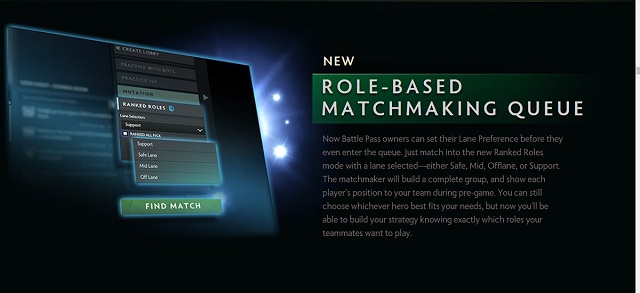 CREATE LOBBY
PRACTICE WITH BOTS
PRACTICE 1v1
MUTATION
RANKED ROLES
Lane Selection
Support
RANKED ALL PICK
Support
Safe Lane
Mid Lane
Off Lane
FIND MATCH
NEW
ROLE-BASED
MATCHMAKING QUEUE
Now Battle Pass owners can set their Lane Preference before they
even enter the queue. Just match into the new Ranked Roles
mode with a lane selected—either Safe, Mid, Offlane, or Support.
The matchmaker will build a complete group, and show each
player's position to your team during pre-game. You can still
choose whichever hero best fits your needs, but now you'll be
able to build your strategy knowing exactly which roles your
teammates want to play.